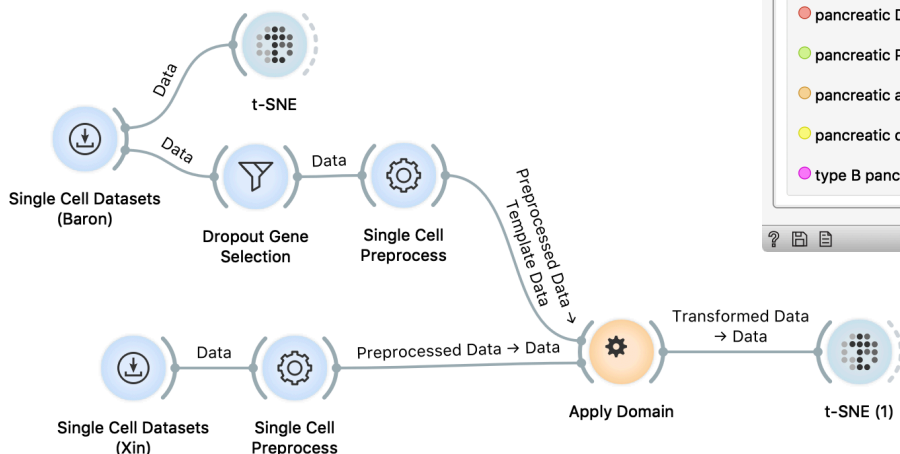 Data
t-SNE
Data
Single Cell Datasets
(Baron)
Data
Dropout Gene
Selection
Single Cell
Preprocess
Preprocessed Data →
Template Data
Data
Single Cell Datasets
(Xin)
Single Cell
Preprocess
Preprocessed Data → Data
Apply Domain
Transformed Data
→ Data
t-SNE (1)
pancreatic
pancreatic
pancreatic
pancreatic
type B
?